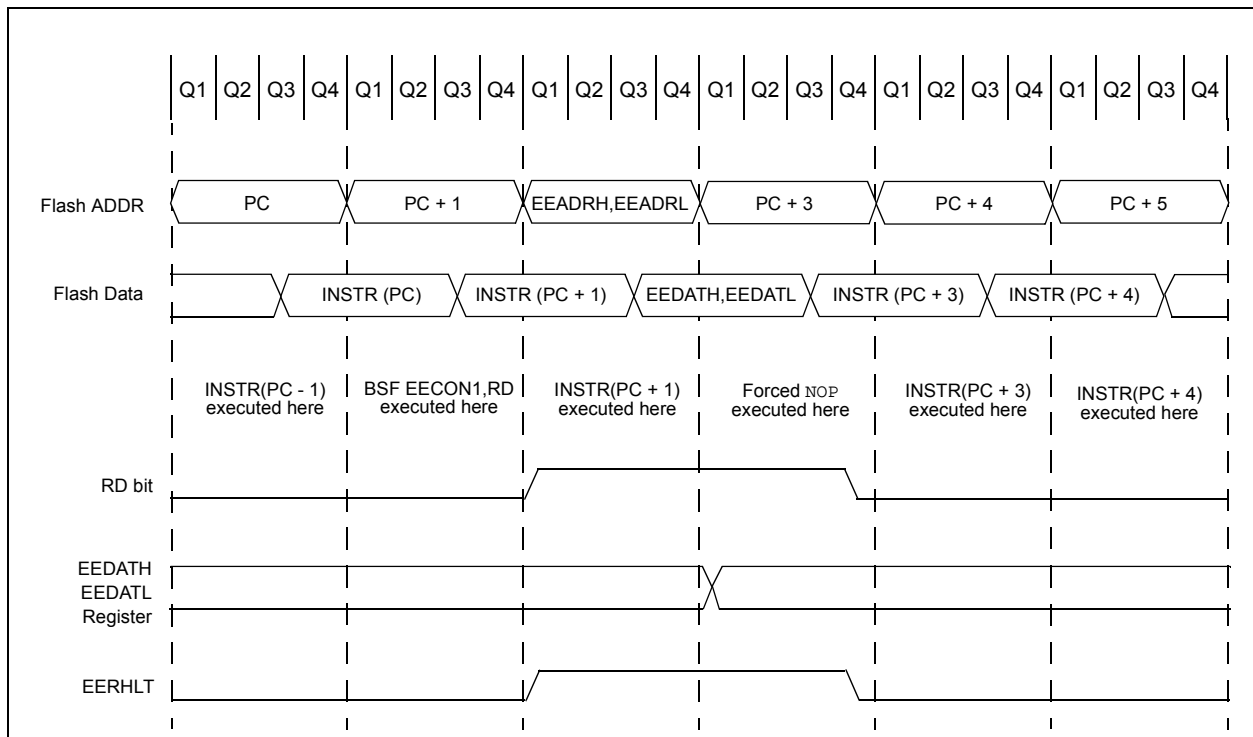 Q1 Q2 Q3 Q4 Q1 Q2 Q3 Q4 Q1 Q2 Q3 Q4 Q1 Q2 Q3 Q4 Q1 Q2 Q3 Q4 Q1 Q2 Q3 Q4
Flash ADDR PC PC + 1 EEADRH,EEADRL PC + 3 PC + 4 PC + 5
Flash Data INSTR (PC) INSTR (PC + 1) EEDATH,EEDATL INSTR (PC + 3) INSTR (PC + 4)
INSTR(PC - 1) BSF EECON1,RD INSTR(PC + 1) Forced NOP INSTR(PC + 3) INSTR(PC + 4)
executed here executed here executed here executed here executed here executed here
RD bit
EEDATH
EEDATL
Register
EERHLT